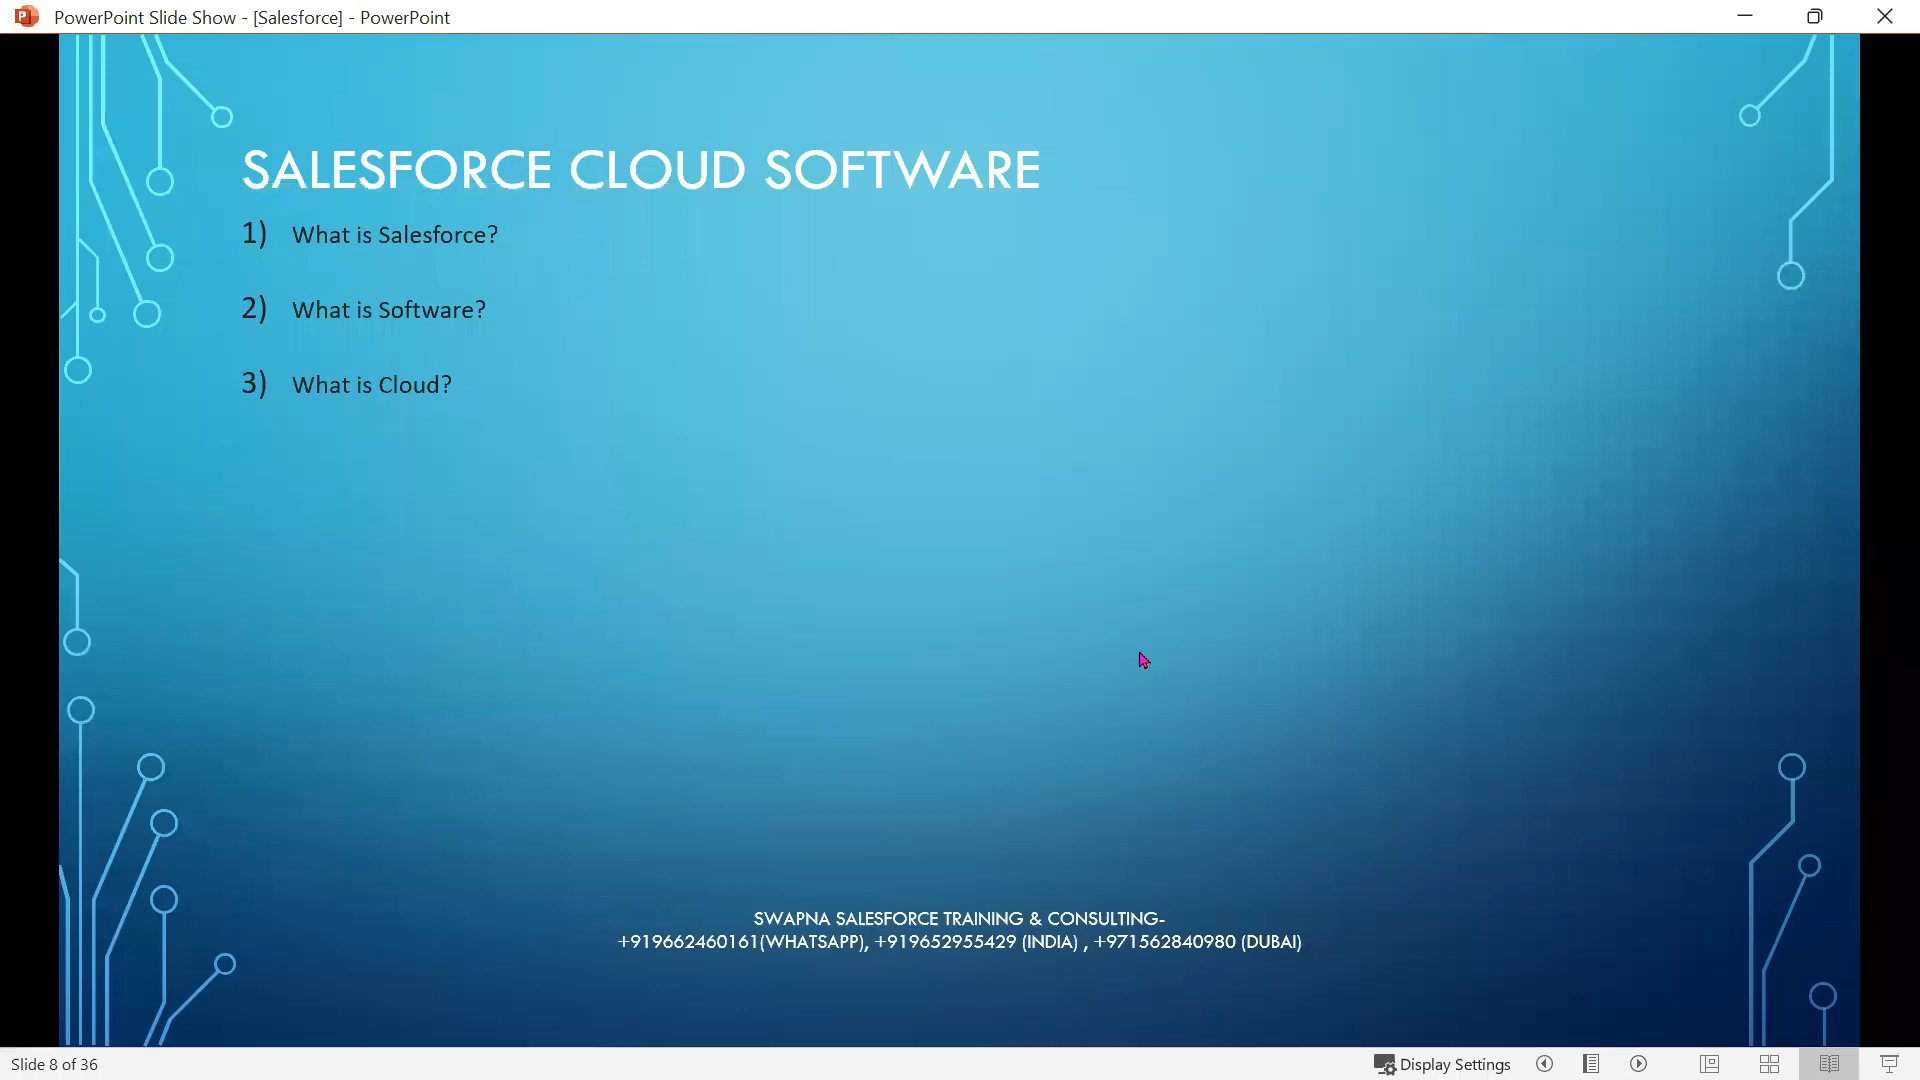 PowerPoint Slide Show - [Salesforce] - PowerPoint
SALESFORCE CLOUD SOFTWARE
1) What is Salesforce?
2) What is Software?
3) What is Cloud?
SWAPNA SALESFORCE TRAINING & CONSULTING-
+919662460161(WHATSAPP), +919652955429 (INDIA) , +971562840980 (DUBAI)
Slide 8 of 36
Display Settings